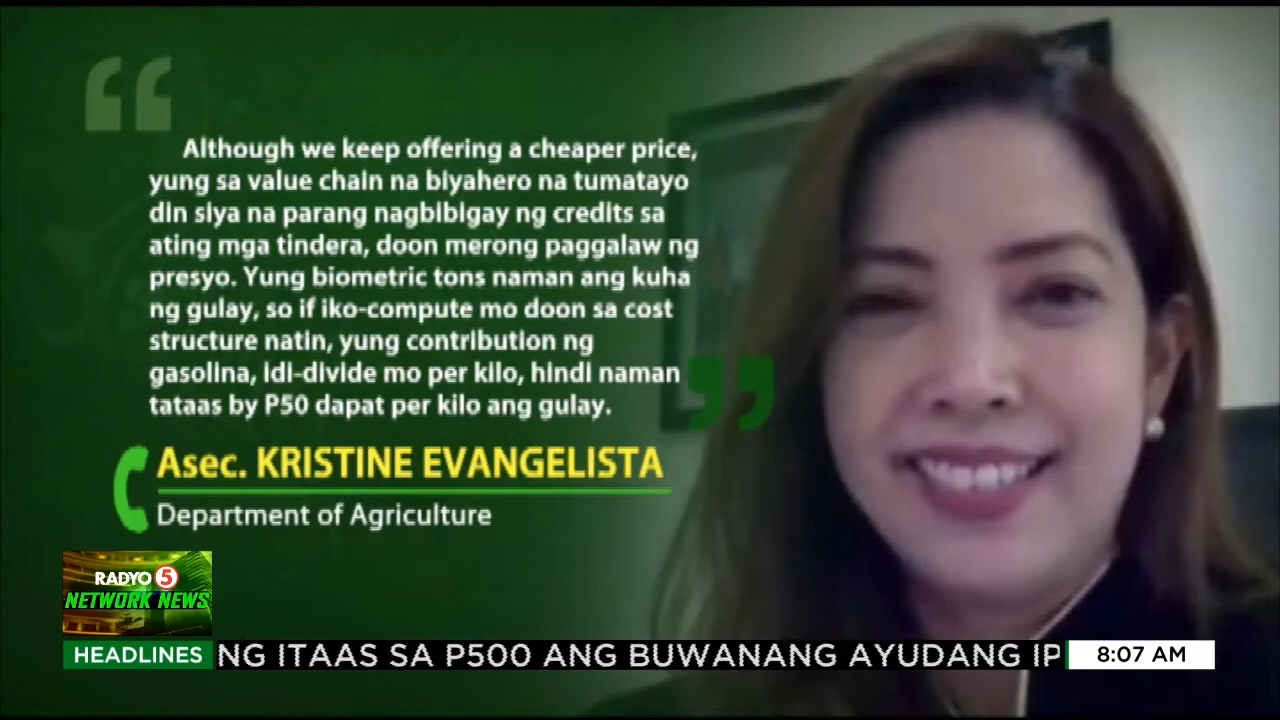 Although we keep offering a cheaper price,
yung sa value chain na biyahero na tumatayo
din siya na parang nagbibigay ng credits sa
ating mga tindera, doon merong paggalaw ng
presyo. Yung biometric tons naman ang kuha
ng gulay, so if iko-compute mo doon sa cost
structure natin, yung contribution ng
gasolina, idi-divide mo per kilo, hindi naman
tataas by P50 dapat per kilo ang gulay.
Asec. KRISTINE EVANGELISTA
Department of Agriculture
RADYO 5
NETWORK NEWS
HEADLINES NG ITAAS SA P500 ANG BUWANANG AYUDANG IP 8:07 AM